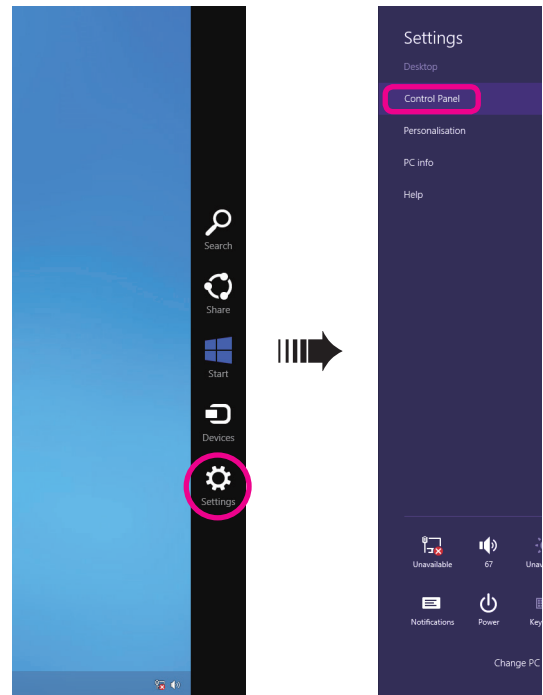 Search
Share
Start
Devices
Settings
Settings
Desktop
Control Panel
Personalisation
PC info
Help
Unavailable
67
Notifications
Power
Change PC